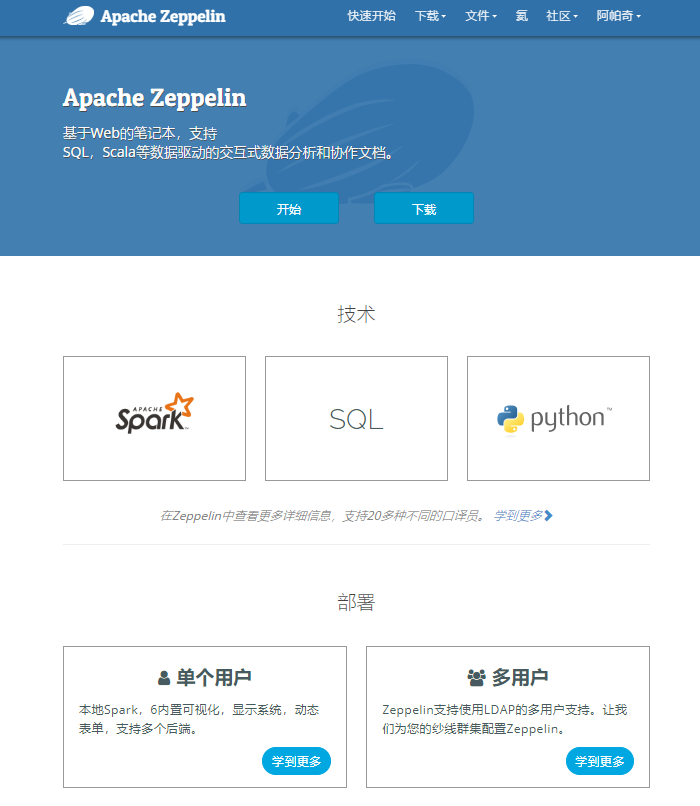 Apache Zeppelin
快速开始 下载 文件 氦 社区 阿帕奇
Apache Zeppelin
基于Web的笔记本，支持
SQL，Scala等数据驱动的交互式数据分析和协作文档。
开始 下载
技术
APACHE
Spark™
SQL
python™
在Zeppelin中查看更多详细信息，支持20多种不同的口译员。 学到更多
部署
单个用户
本地Spark，6内置可视化，显示系统，动态
表单，支持多个后端。
学到更多
多用户
Zeppelin支持使用LDAP的多用户支持。让我
们为您的纱线群集配置Zeppelin。
学到更多